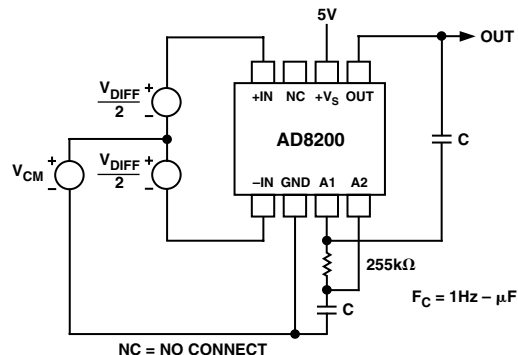 5V
OUT
+IN NC +VS OUT
VDIFF
2
+
−
AD8200
C
VCM
+
−
VDIFF
2
+
−
−IN GND A1 A2
255kΩ
FC = 1Hz – μF
C
NC = NO CONNECT